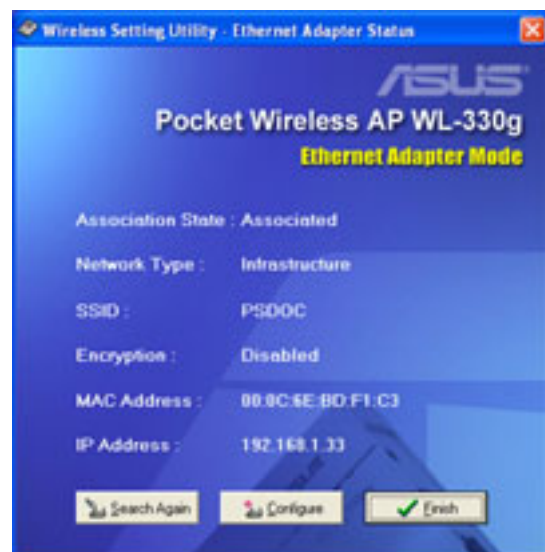 Wireless Setting Utility - Ethernet Adapter Status
ASUS
Pocket Wireless AP WL-330g
Ethernet Adapter Mode
Association State : Associated
Network Type : Infrastructure
SSID : PSDOC
Encryption : Disabled
MAC Address : 00:0C:6E:BD:F1:C3
IP Address : 192.168.1.33
Search Again Configure Finish